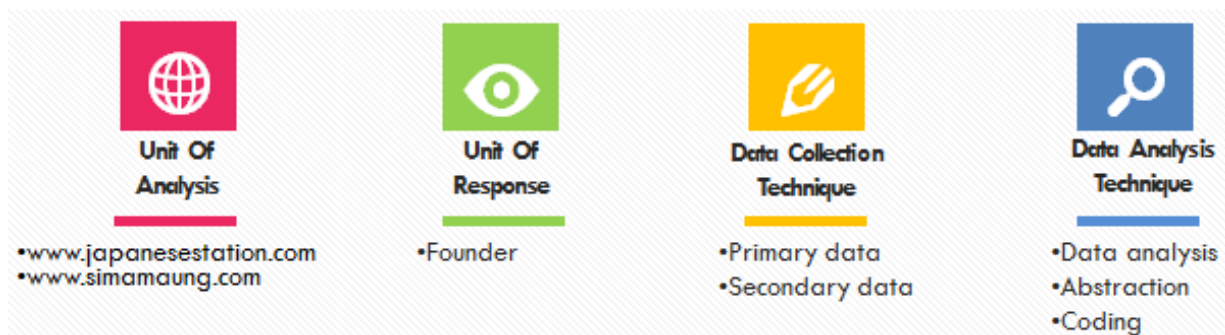 Unit Of
Analysis
•www.japanesestation.com
•www.simamaung.com
Unit Of
Response
•Founder
Data Collection
Technique
•Primary data
•Secondary data
Data Analysis
Technique
•Data analysis
•Abstraction
•Coding